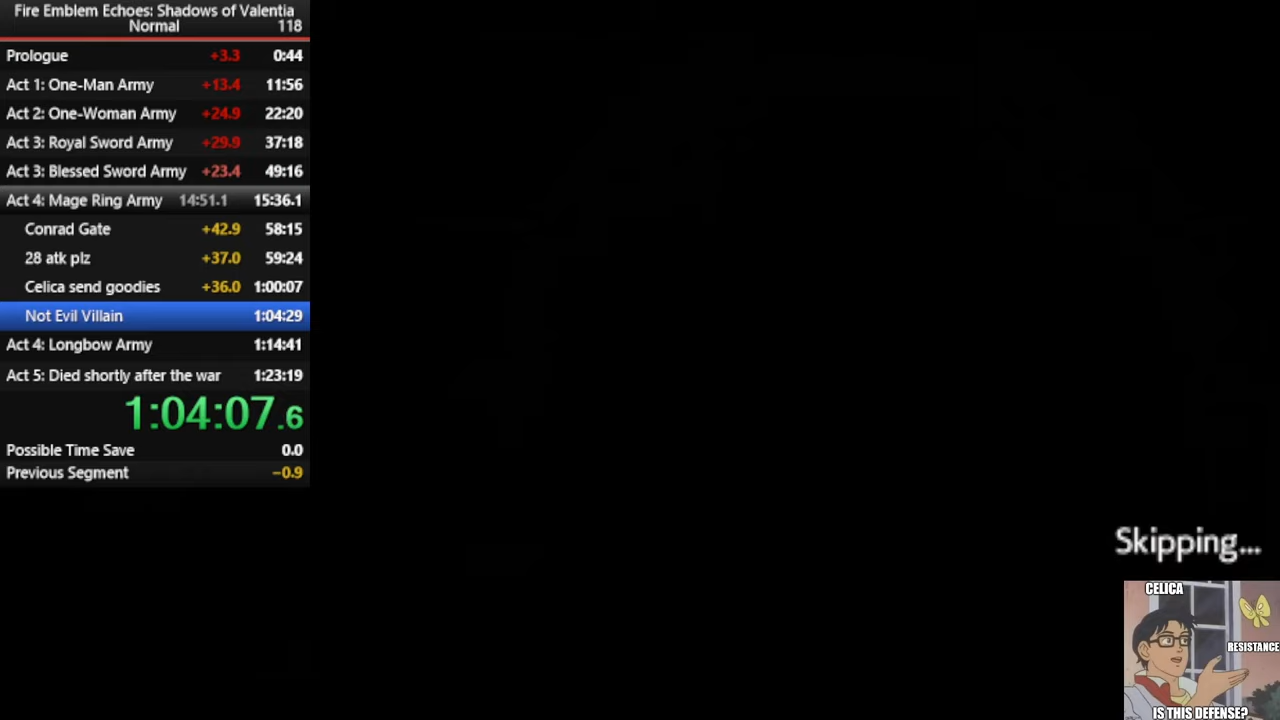 Fire Emblem Echoes: Shadows of Valentia
Normal 118
Prologue +3.3 0:44
Act 1: One-Man Army +13.4 11:56
Act 2: One-Woman Army +24.9 22:20
Act 3: Royal Sword Army +29.9 37:18
Act 3: Blessed Sword Army +23.4 49:16
Act 4: Mage Ring Army 14:51.1 15:36.1
Conrad Gate +42.9 58:15
28 atk plz +37.0 59:24
Celica send goodies +36.0 1:00:07
Not Evil Villain 1:04:29
Act 4: Longbow Army 1:14:41
Act 5: Died shortly after the war 1:23:19
1:04:07.6
Possible Time Save 0.0
Previous Segment −0.9
Skipping...
CELICA
RESISTANCE
IS THIS DEFENSE?